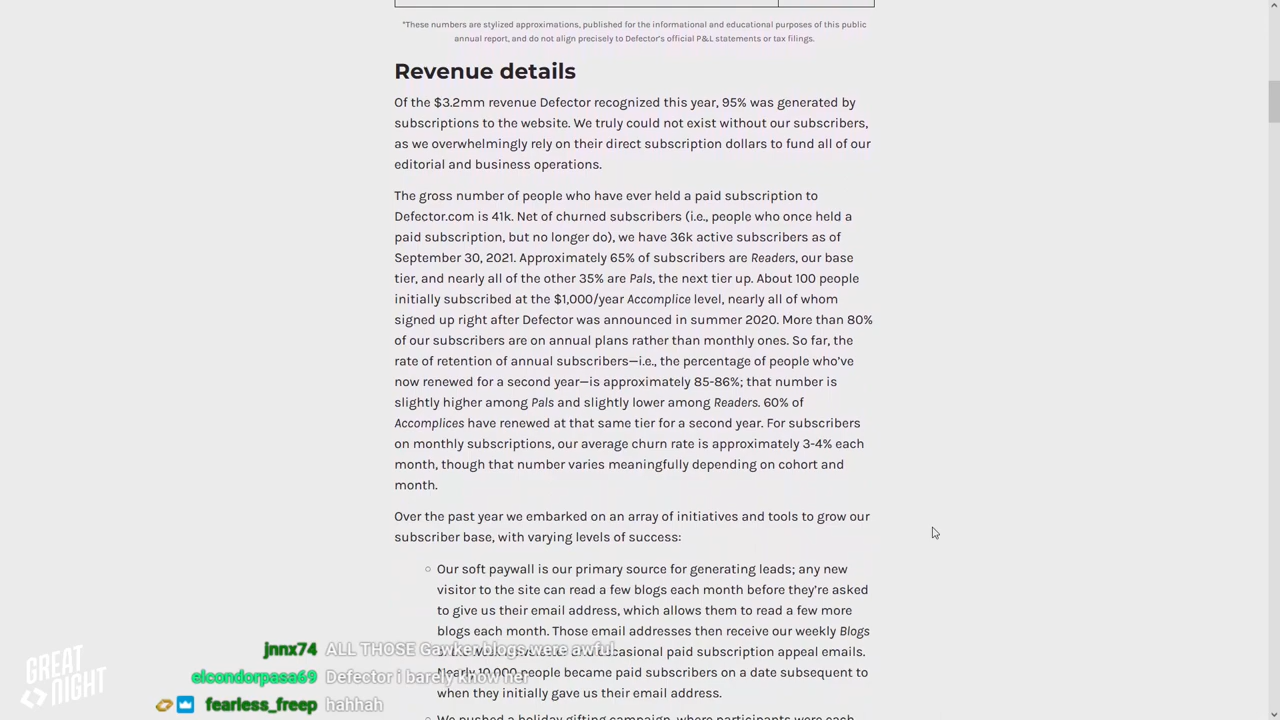 *These numbers are stylized approximations, published for the informational and educational purposes of this public
annual report, and do not align precisely to Defector's official P&L statements or tax filings.
Revenue details
Of the $3.2mm revenue Defector recognized this year, 95% was generated by
subscriptions to the website. We truly could not exist without our subscribers,
as we overwhelmingly rely on their direct subscription dollars to fund all of our
editorial and business operations.
The gross number of people who have ever held a paid subscription to
Defector.com is 41k. Net of churned subscribers (i.e., people who once held a
paid subscription, but no longer do), we have 36k active subscribers as of
September 30, 2021. Approximately 65% of subscribers are Readers, our base
tier, and nearly all of the other 35% are Pals, the next tier up. About 100 people
initially subscribed at the $1,000/year Accomplice level, nearly all of whom
signed up right after Defector was announced in summer 2020. More than 80%
of our subscribers are on annual plans rather than monthly ones. So far, the
rate of retention of annual subscribers—i.e., the percentage of people who've
now renewed for a second year—is approximately 85-86%; that number is
slightly higher among Pals and slightly lower among Readers. 60% of
Accomplices have renewed at that same tier for a second year. For subscribers
on monthly subscriptions, our average churn rate is approximately 3-4% each
month, though that number varies meaningfully depending on cohort and
month.
Over the past year we embarked on an array of initiatives and tools to grow our
subscriber base, with varying levels of success:
Our soft paywall is our primary source for generating leads; any new
visitor to the site can read a few blogs each month before they're asked
to give us their email address, which allows them to read a few more
blogs each month. Those email addresses then receive our weekly Blogs
occasional paid subscription appeal emails.
Nearly 10,000 people became paid subscribers on a date subsequent to
when they initially gave us their email address.
We pushed a holiday gifting campaign, where participants were each
jnnx74 ALL THOSE Gawker blogs were awful
elcondorpasa69 Defector i barely know her
fearless_freep hahhah
GREAT
NIGHT